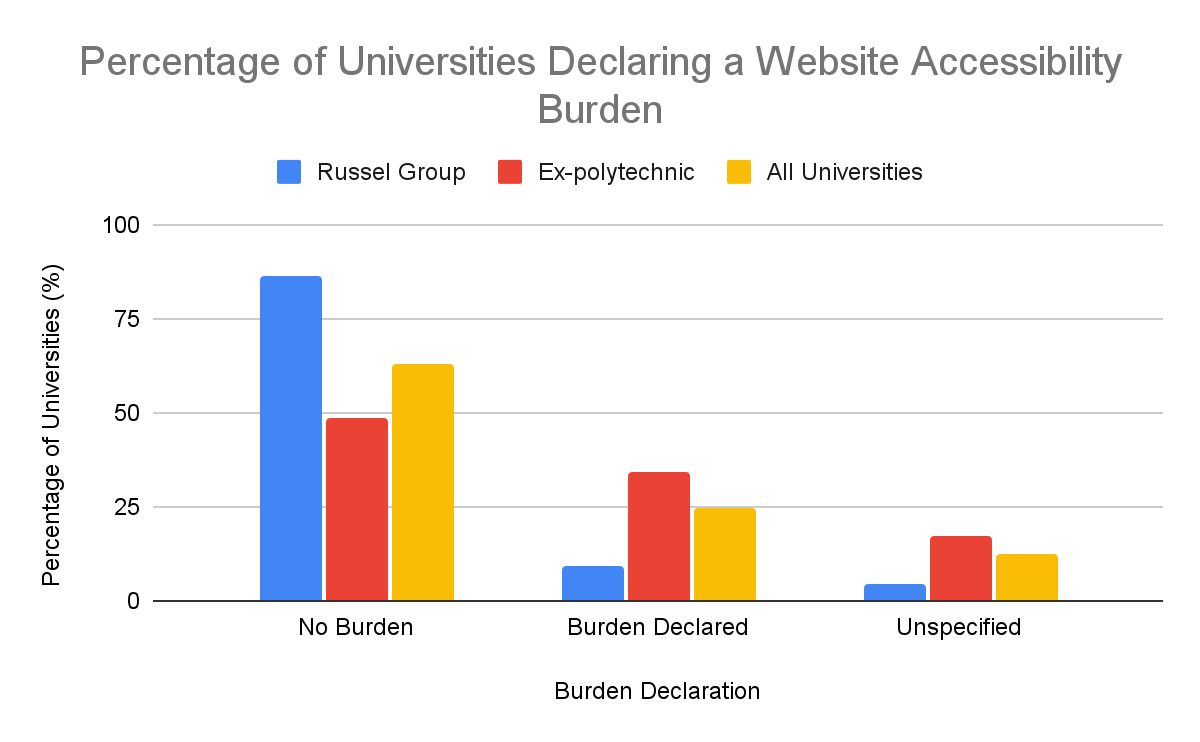 Percentage of Universities Declaring a Website Accessibility
Burden
Russel Group
Ex-polytechnic
All Universities
Percentage of Universities (%)
100
75
50
25
0
No Burden
Burden Declared
Unspecified
Burden Declaration